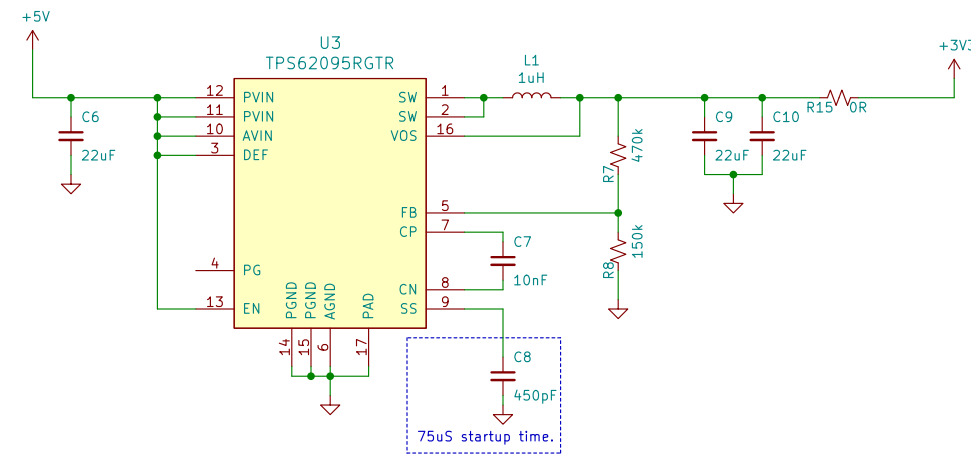 +5V
U3
TPS62095RGTR
L1
1uH
+3V3
12 PVIN SW 1
11 PVIN SW 2
10 AVIN VOS 16
3 DEF
C6
22uF
R15 0R
C9
22uF
C10
22uF
R7 470k
FB 5
CP 7
R8 150k
C7
10nF
4 PG
CN 8
13 EN SS 9
PGND PGND AGND PAD
14 15 6 17
C8
450pF
75uS startup time.